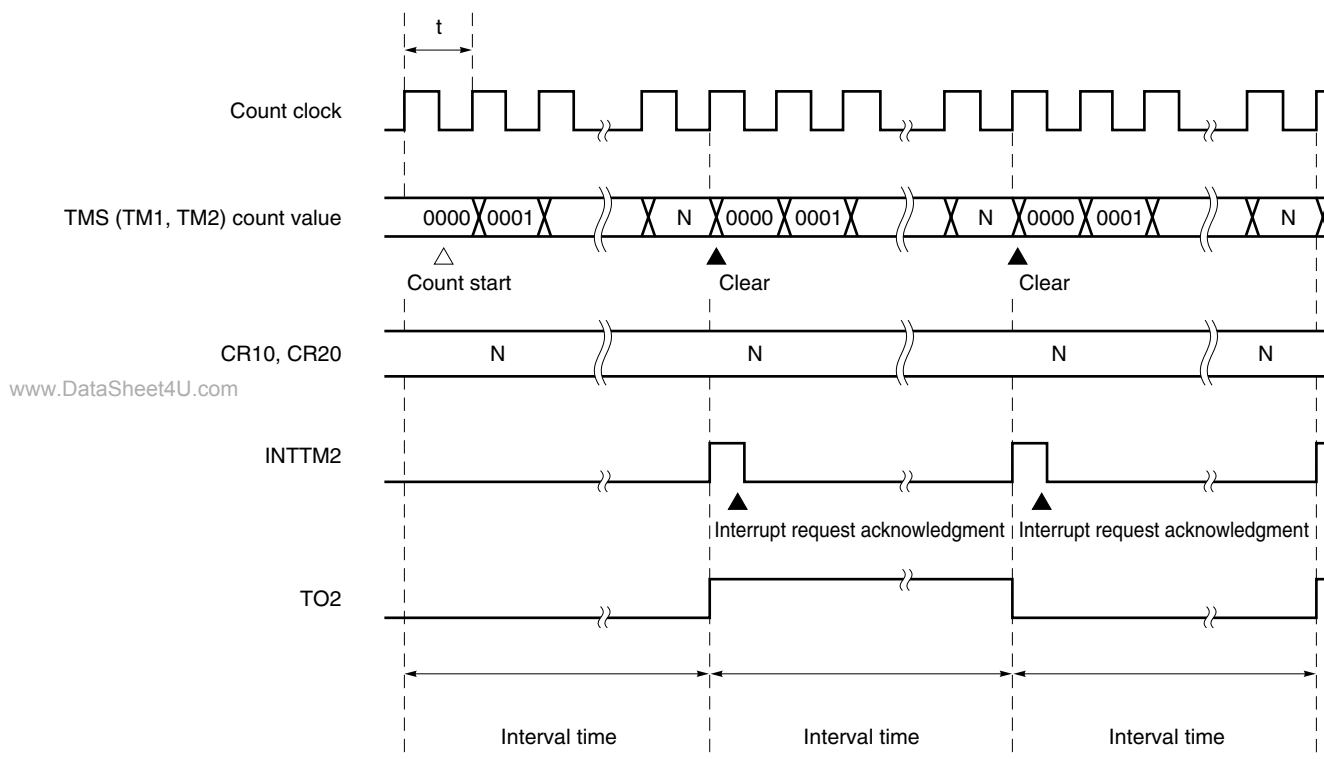 t
Count clock
TMS (TM1, TM2) count value
0000 0001 N 0000 0001 N 0000 0001 N
Count start Clear Clear
CR10, CR20 N N N N
www.DataSheet4U.com
INTTM2
Interrupt request acknowledgment Interrupt request acknowledgment
TO2
Interval time Interval time Interval time